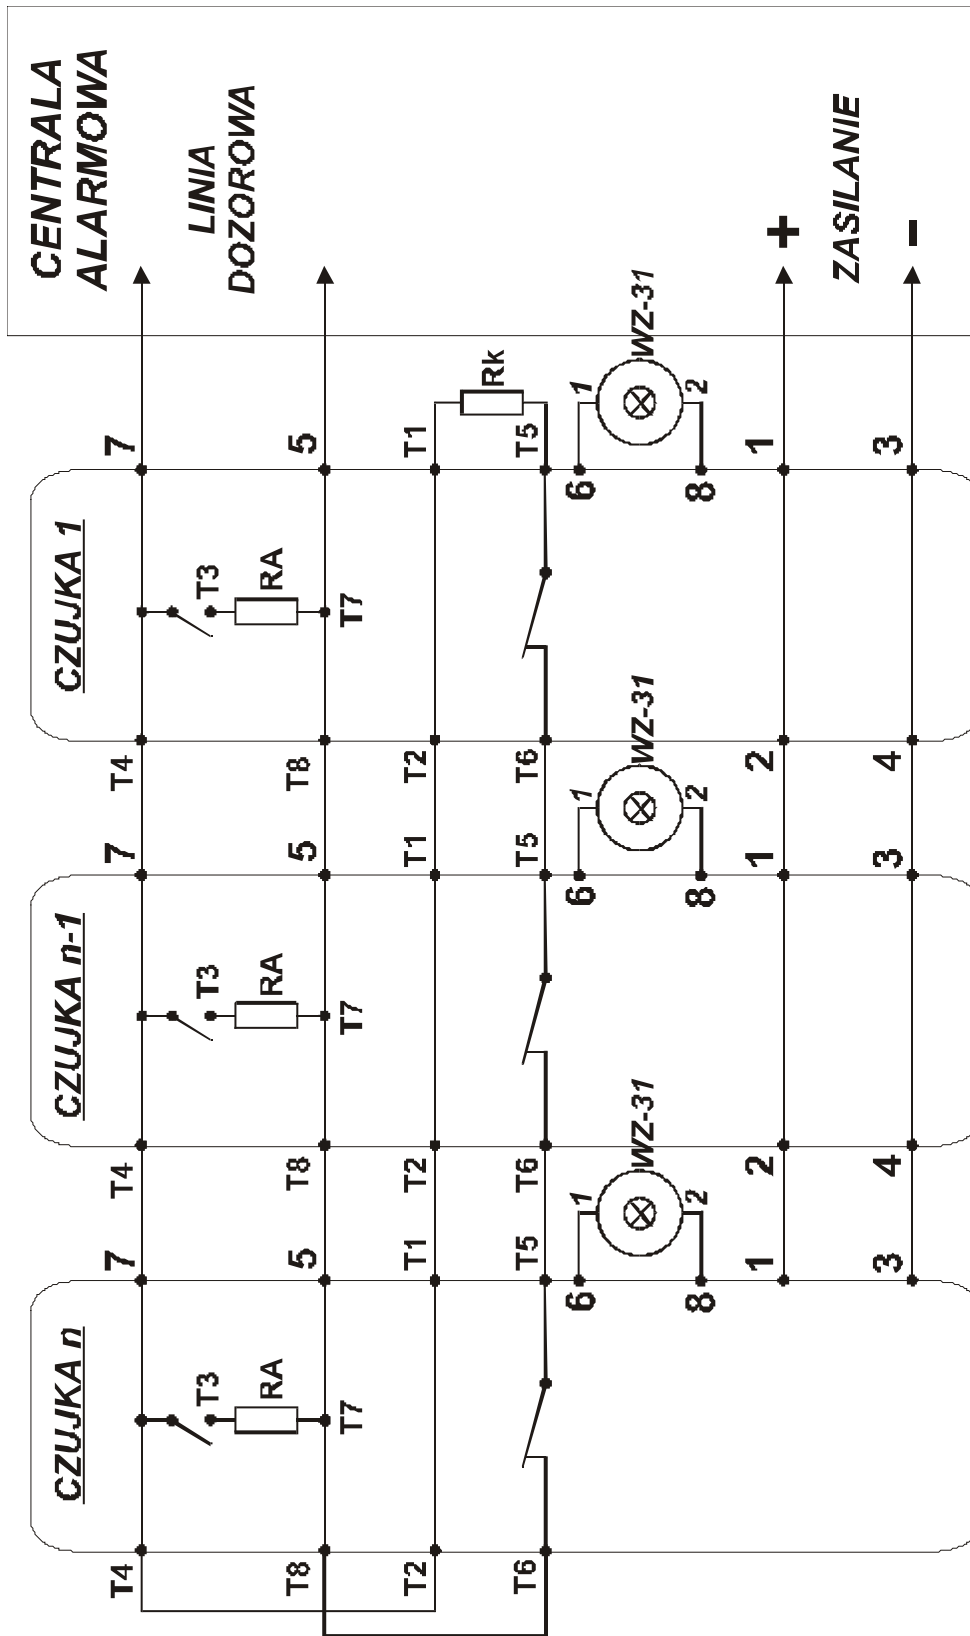 CZUJKA n
CZUJKA n-1
CZUJKA 1
CENTRALA
ALARMOWA
T4
7
T4
7
T4
7
T3
T3
T3
LINIA
DOZOROWA
RA
RA
RA
T8
5
T8
5
T8
5
T7
T7
T7
T2
T1
T2
T1
T2
T1
Rk
T6
T5
T6
T5
T6
T5
6
1
6
1
6
1
WZ-31
WZ-31
WZ-31
8
2
8
2
8
2
1
2
1
2
1
+
ZASILANIE
3
4
3
4
3
-